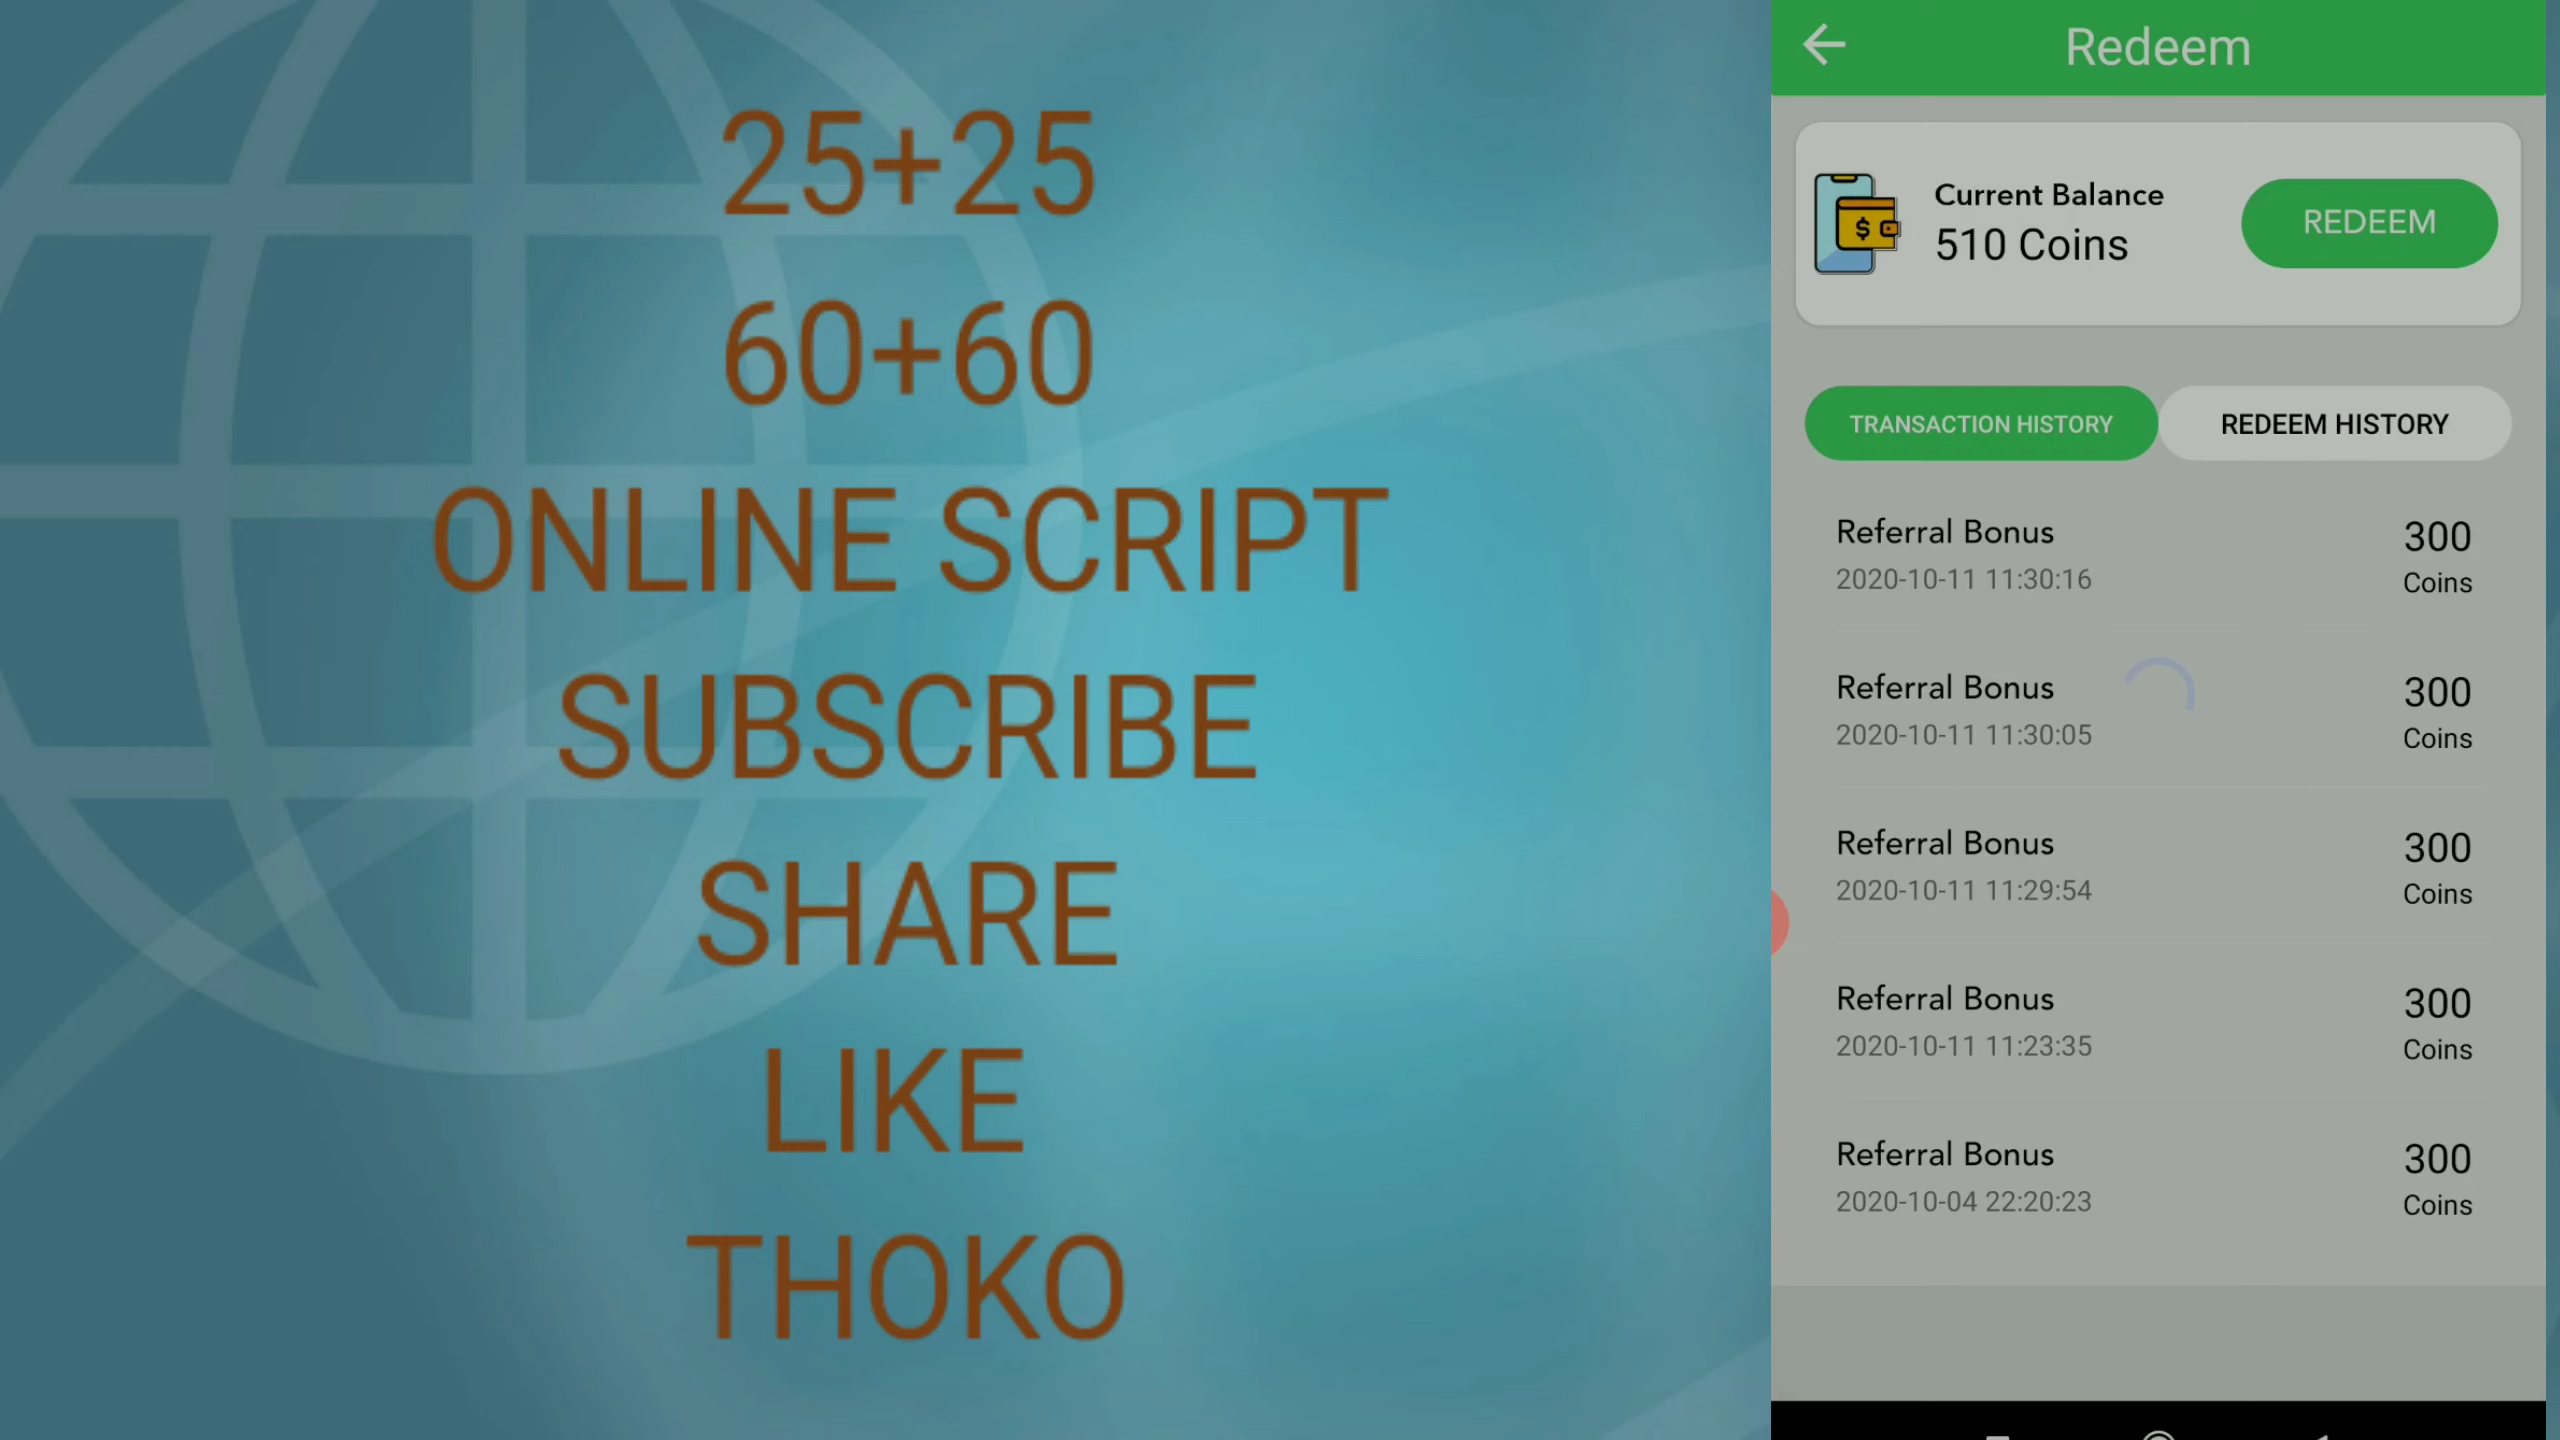 25+25
60+60
ONLINE SCRIPT
SUBSCRIBE
SHARE
LIKE
THOKO
Redeem
Current Balance
510 Coins
REDEEM
TRANSACTION HISTORY
REDEEM HISTORY
Referral Bonus
300
2020-10-11 11:30:16
Coins
Referral Bonus
300
2020-10-11 11:30:05
Coins
Referral Bonus
300
2020-10-11 11:29:54
Coins
Referral Bonus
300
2020-10-11 11:23:35
Coins
Referral Bonus
300
2020-10-04 22:20:23
Coins